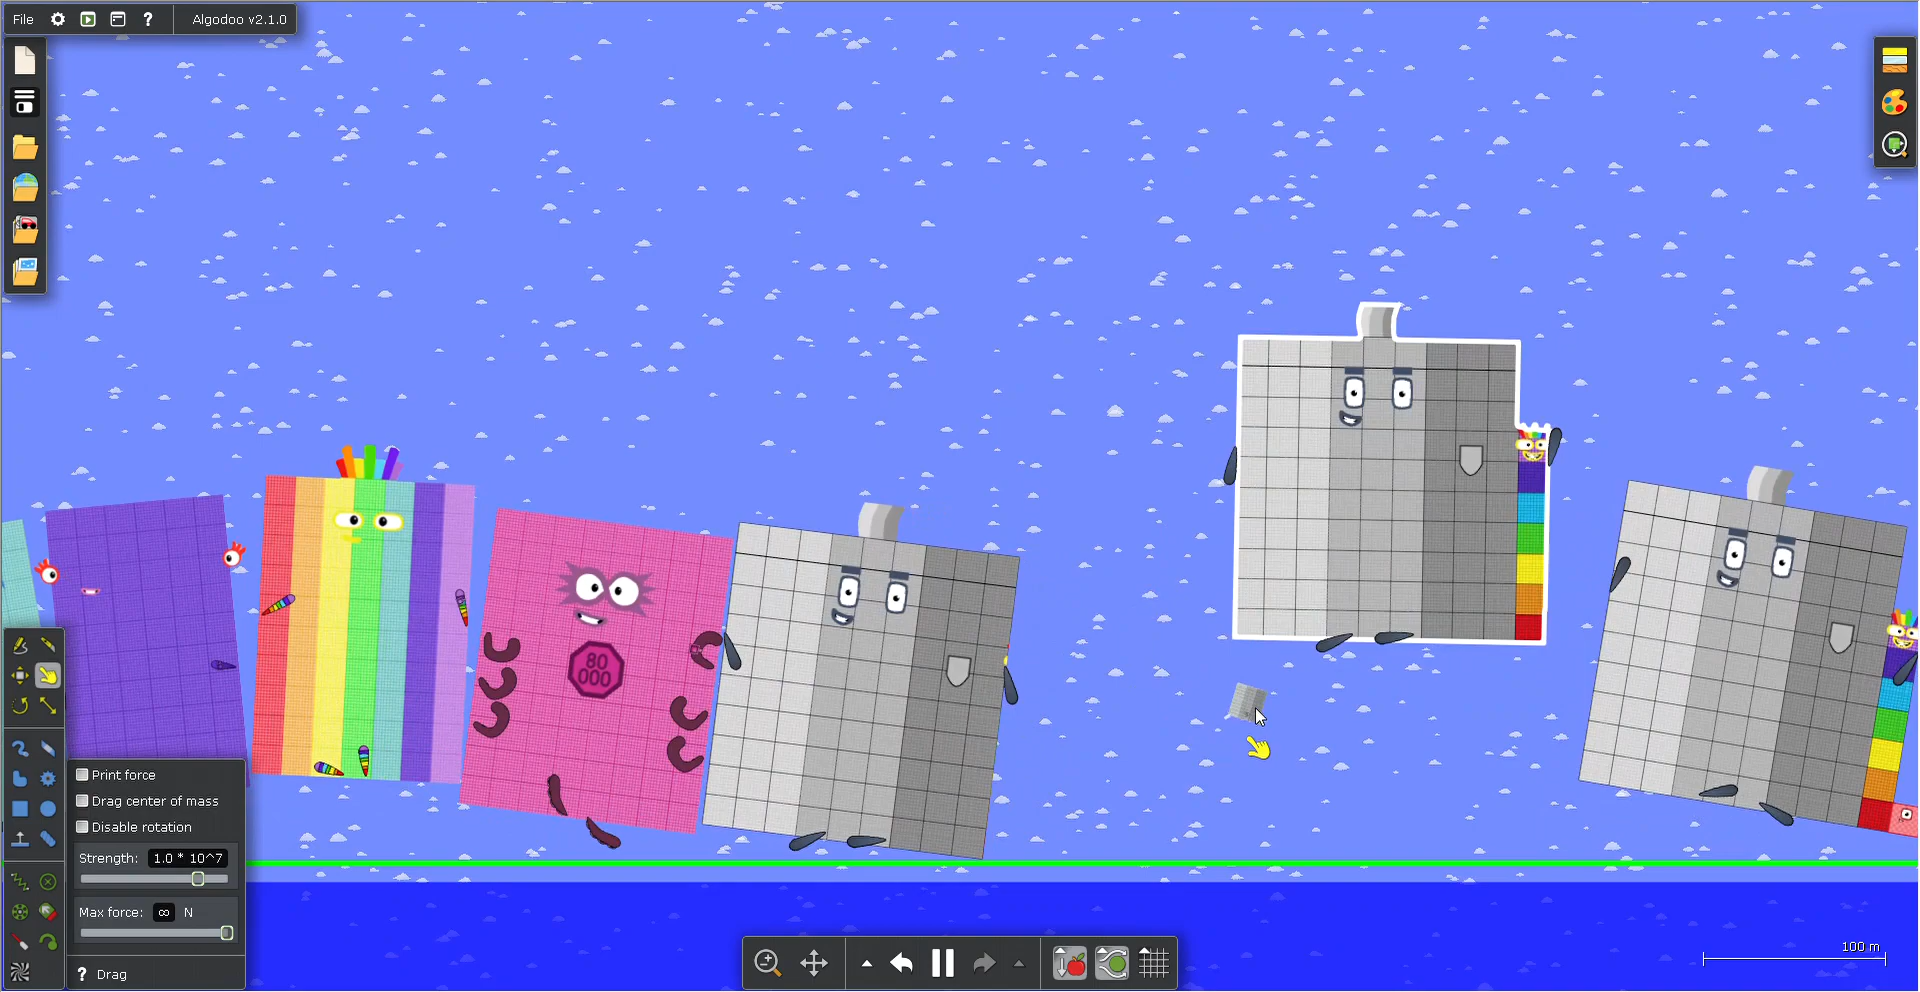 File
?
Algodoo v2.1.0
80
000
Print force
Drag center of mass
Disable rotation
Strength: 1.0 * 10^7
Max force: ∞ N
? Drag
100 m